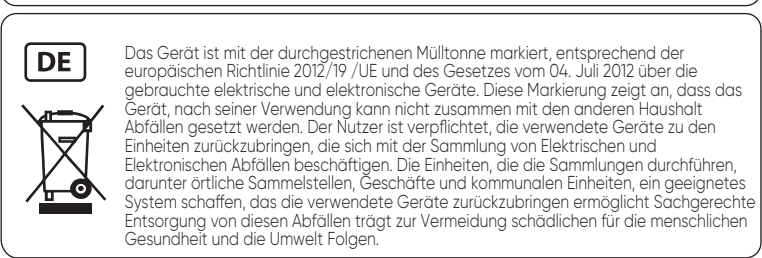 DE
Das Gerät ist mit der durchgestrichenen Mülltonne markiert, entsprechend der
europäischen Richtlinie 2012/19 /UE und des Gesetzes vom 04. Juli 2012 über die
gebrauchte elektrische und elektronische Geräte. Diese Markierung zeigt an, dass das
Gerät, nach seiner Verwendung kann nicht zusammen mit den anderen Haushalt
Abfällen gesetzt werden. Der Nutzer ist verpflichtet, die verwendete Geräte zu den
Einheiten zurückzubringen, die sich mit der Sammlung von Elektrischen und
Elektronischen Abfällen beschäftigen. Die Einheiten, die die Sammlungen durchführen,
darunter örtliche Sammelstellen, Geschäfte und kommunalen Einheiten, ein geeignetes
System schaffen, das die verwendete Geräte zurückzubringen ermöglicht Sachgerechte
Entsorgung von diesen Abfällen trägt zur Vermeidung schädlichen für die menschlichen
Gesundheit und die Umwelt Folgen.